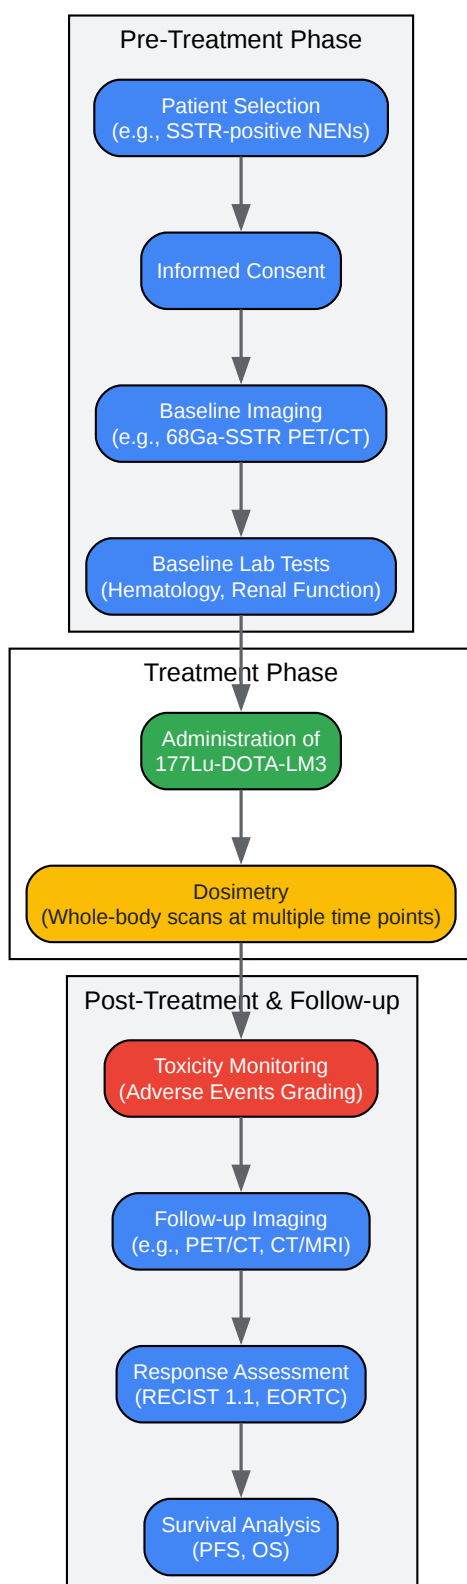 Pre-Treatment Phase
Patient Selection
(e.g., SSTR-positive NENs)
Informed Consent
Baseline Imaging
(e.g., 68Ga-SSTR PET/CT)
Baseline Lab Tests
(Hematology, Renal Function)
Treatment Phase
Administration of
177Lu-DOTA-LM3
Dosimetry
(Whole-body scans at multiple time points)
Post-Treatment & Follow-up
Toxicity Monitoring
(Adverse Events Grading)
Follow-up Imaging
(e.g., PET/CT, CT/MRI)
Response Assessment
(RECIST 1.1, EORTC)
Survival Analysis
(PFS, OS)